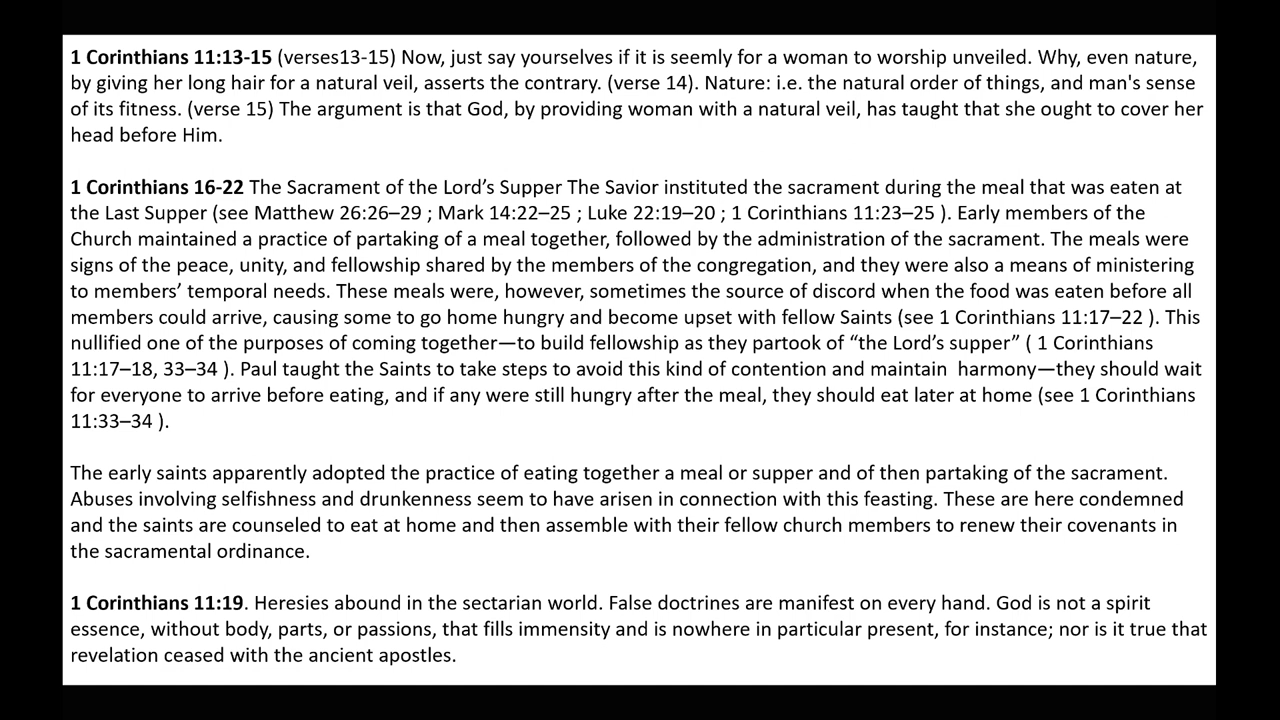 1 Corinthians 11:13-15 (verses13-15) Now, just say yourselves if it is seemly for a woman to worship unveiled. Why, even nature,
by giving her long hair for a natural veil, asserts the contrary. (verse 14). Nature: i.e. the natural order of things, and man's sense
of its fitness. (verse 15) The argument is that God, by providing woman with a natural veil, has taught that she ought to cover her
head before Him.
1 Corinthians 16-22 The Sacrament of the Lord’s Supper The Savior instituted the sacrament during the meal that was eaten at
the Last Supper (see Matthew 26:26–29 ; Mark 14:22–25 ; Luke 22:19–20 ; 1 Corinthians 11:23–25 ). Early members of the
Church maintained a practice of partaking of a meal together, followed by the administration of the sacrament. The meals were
signs of the peace, unity, and fellowship shared by the members of the congregation, and they were also a means of ministering
to members’ temporal needs. These meals were, however, sometimes the source of discord when the food was eaten before all
members could arrive, causing some to go home hungry and become upset with fellow Saints (see 1 Corinthians 11:17–22 ). This
nullified one of the purposes of coming together—to build fellowship as they partook of “the Lord’s supper” ( 1 Corinthians
11:17–18, 33–34 ). Paul taught the Saints to take steps to avoid this kind of contention and maintain  harmony—they should wait
for everyone to arrive before eating, and if any were still hungry after the meal, they should eat later at home (see 1 Corinthians
11:33–34 ).
The early saints apparently adopted the practice of eating together a meal or supper and of then partaking of the sacrament.
Abuses involving selfishness and drunkenness seem to have arisen in connection with this feasting. These are here condemned
and the saints are counseled to eat at home and then assemble with their fellow church members to renew their covenants in
the sacramental ordinance.
1 Corinthians 11:19. Heresies abound in the sectarian world. False doctrines are manifest on every hand. God is not a spirit
essence, without body, parts, or passions, that fills immensity and is nowhere in particular present, for instance; nor is it true that
revelation ceased with the ancient apostles.